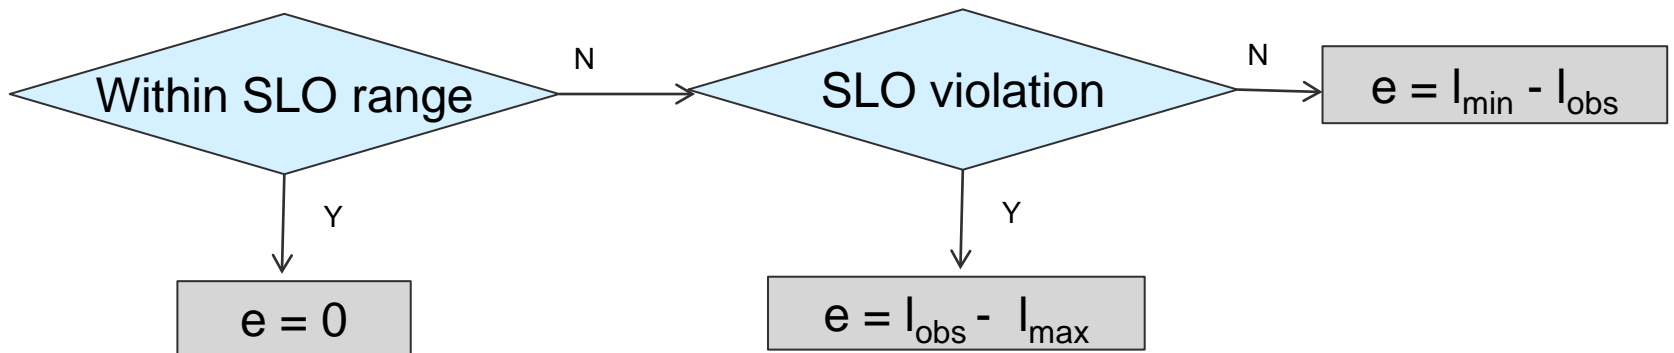 Within SLO range
N
SLO violation
N
e = l_min - l_obs
Y
Y
e = 0
e = l_obs - l_max